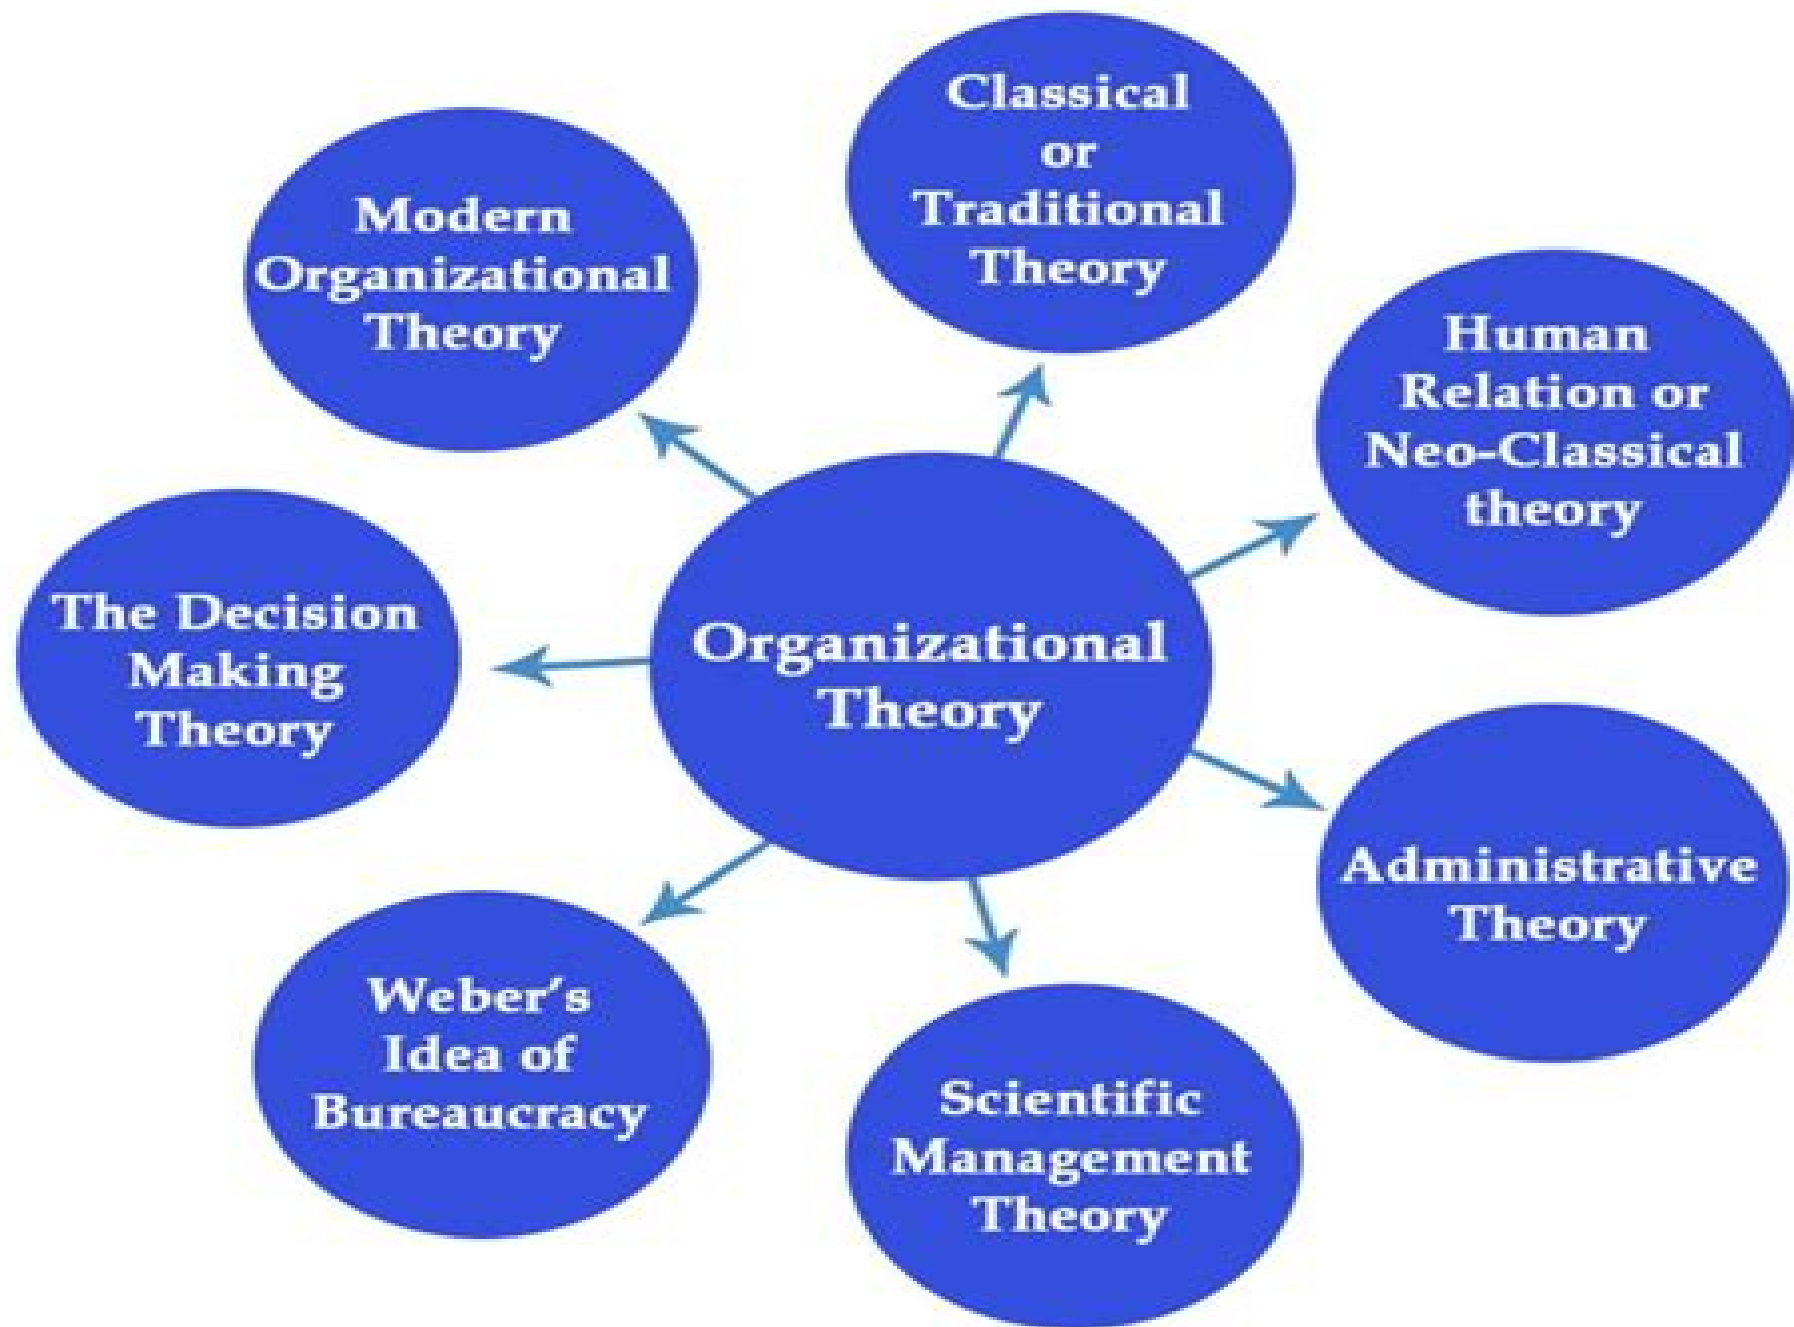 Classical
or
Traditional
Theory
Modern
Organizational
Theory
Human
Relation or
Neo-Classical
theory
The Decision
Making
Theory
Organizational
Theory
Administrative
Theory
Weber’s
Idea of
Bureaucracy
Scientific
Management
Theory